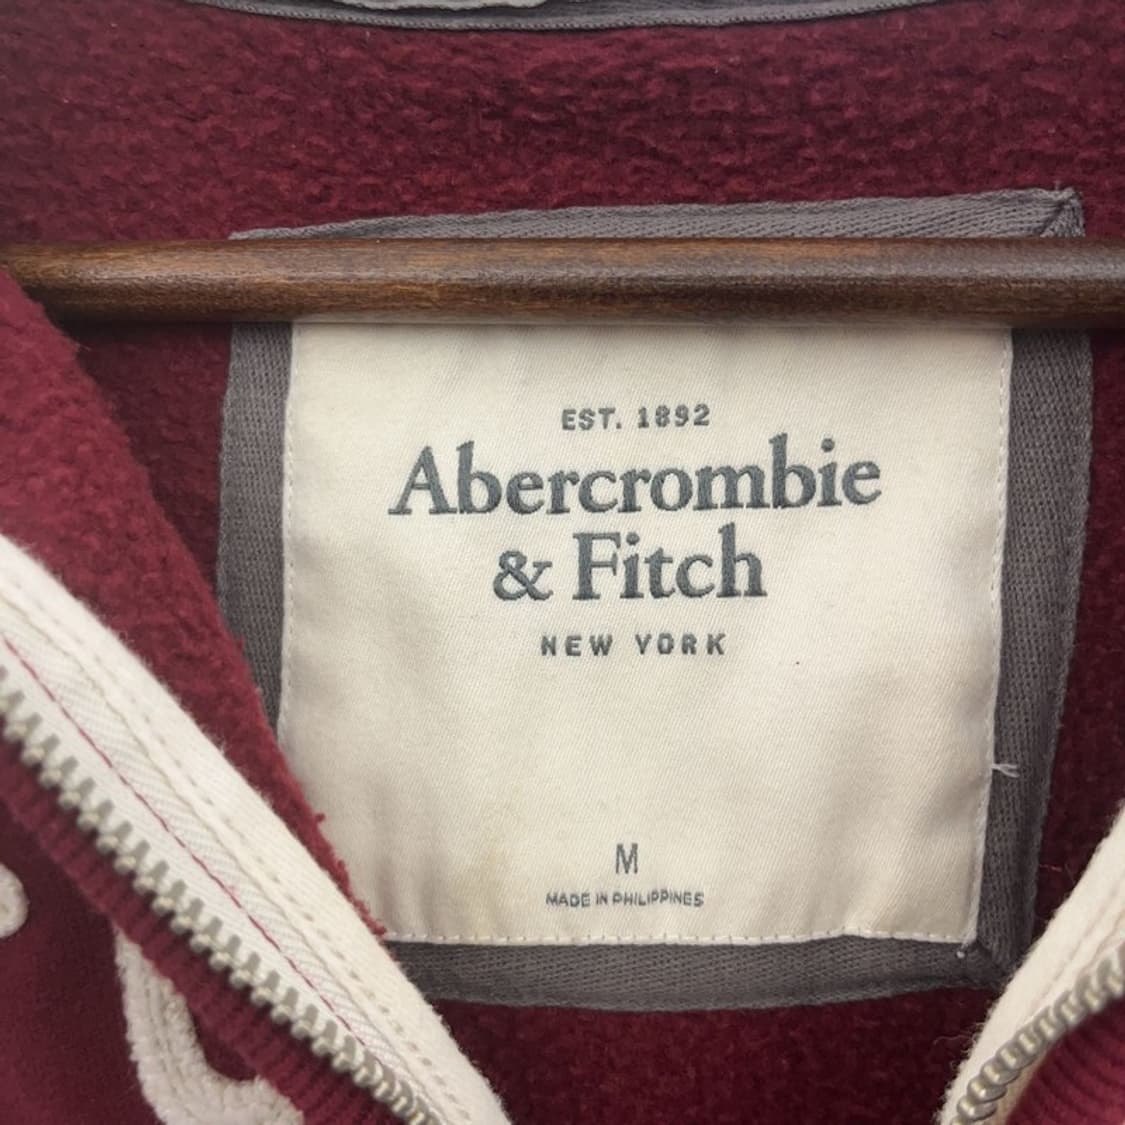 EST. 1892
Abercrombie
& Fitch
NEW YORK
M
MADE IN PHILIPPINES